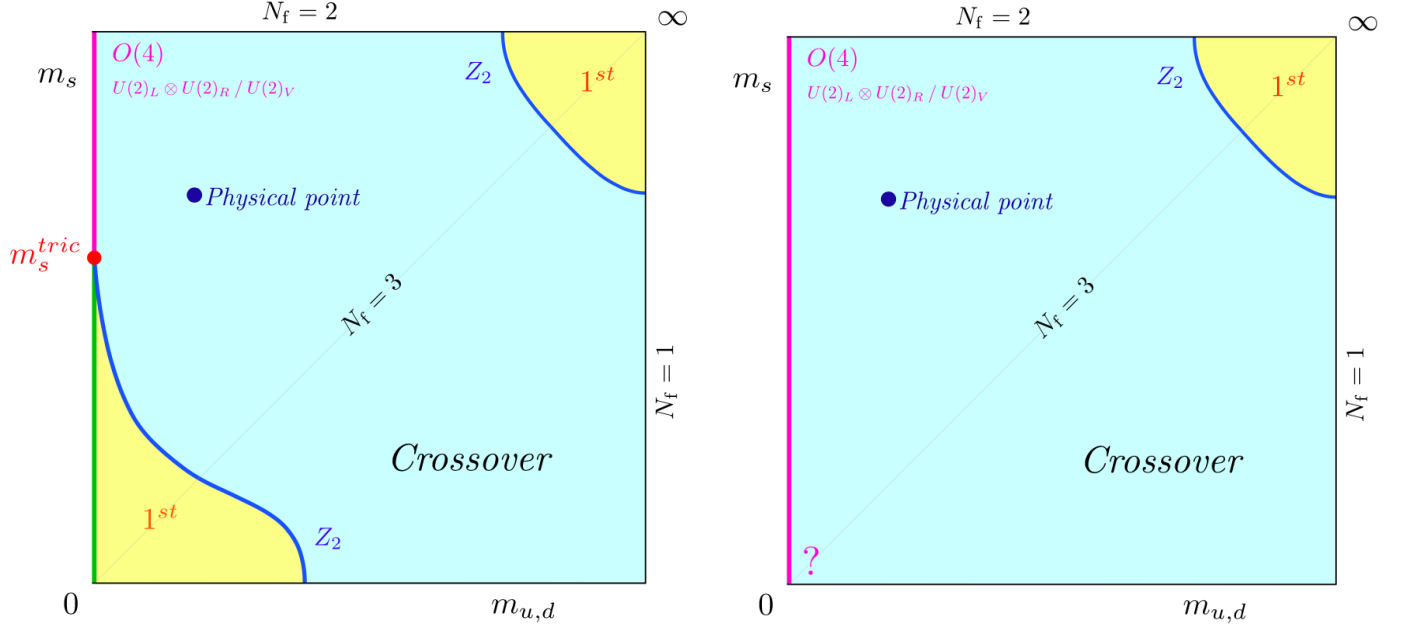 N_f = 2
∞
m_s
O(4)
U(2)_L ⊗ U(2)_R / U(2)_V
Z_2
1^{st}
Physical point
m_s^{tric}
N_f = 3
N_f = 1
Crossover
1^{st}
Z_2
0
m_{u,d}
N_f = 2
∞
m_s
O(4)
U(2)_L ⊗ U(2)_R / U(2)_V
Z_2
1^{st}
Physical point
N_f = 3
N_f = 1
Crossover
?
0
m_{u,d}